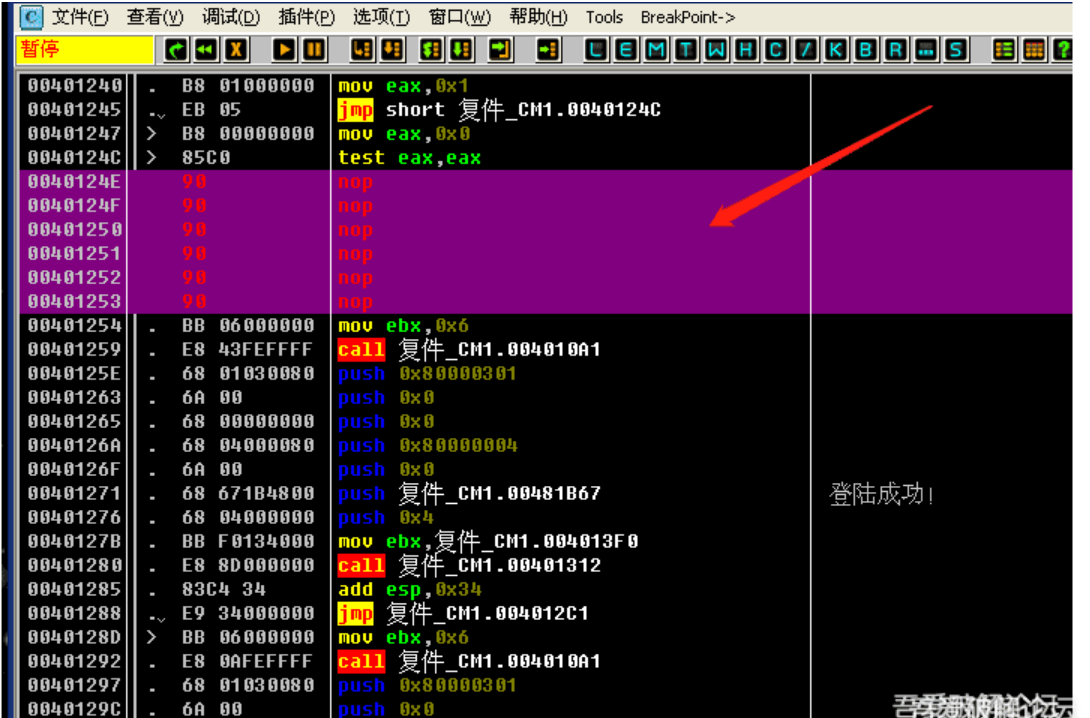 C 文件(F) 查看(V) 调试(D) 插件(P) 选项(T) 窗口(W) 帮助(H) Tools BreakPoint->
暂停 X L E M T W H C / K B R ... S ?
00401240 . B8 01000000 mov eax,0x1
00401245 . EB 05 jmp short 复件_CM1.0040124C
00401247 > B8 00000000 mov eax,0x0
0040124C > 85C0 test eax,eax
0040124E 90 nop
0040124F 90 nop
00401250 90 nop
00401251 90 nop
00401252 90 nop
00401253 90 nop
00401254 . BB 06000000 mov ebx,0x6
00401259 . E8 43FEFFFF call 复件_CM1.004010A1
0040125E . 68 01030080 push 0x80000301
00401263 . 6A 00 push 0x0
00401265 . 68 00000000 push 0x0
0040126A . 68 04000080 push 0x80000004
0040126F . 6A 00 push 0x0
00401271 . 68 671B4800 push 复件_CM1.00481B67 登陆成功!
00401276 . 68 04000000 push 0x4
0040127B . BB F0134000 mov ebx,复件_CM1.004013F0
00401280 . E8 8D000000 call 复件_CM1.00401312
00401285 . 83C4 34 add esp,0x34
00401288 . E9 34000000 jmp 复件_CM1.004012C1
0040128D > BB 06000000 mov ebx,0x6
00401292 . E8 0AFEFFFF call 复件_CM1.004010A1
00401297 . 68 01030080 push 0x80000301
0040129C . 6A 00 push 0x0